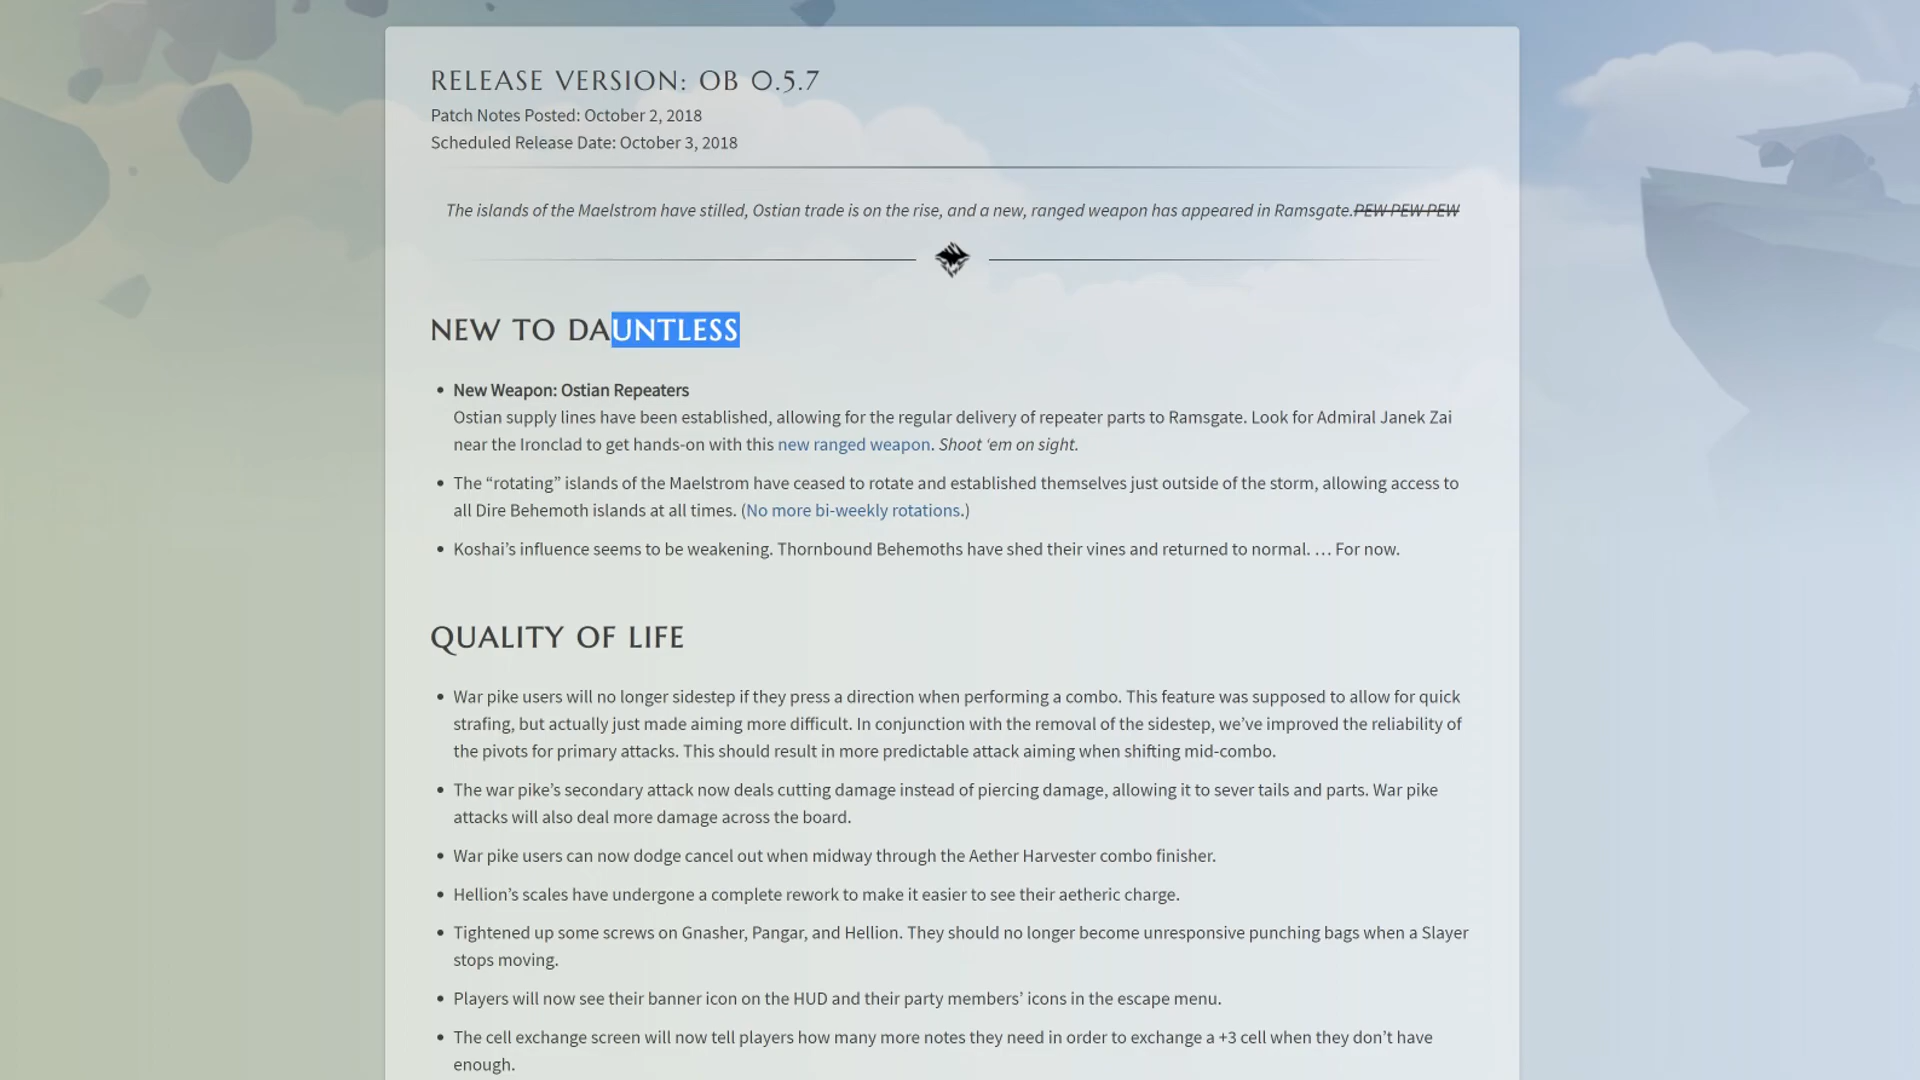 RELEASE VERSION: OB 0.5.7
Patch Notes Posted: October 2, 2018
Scheduled Release Date: October 3, 2018
The islands of the Maelstrom have stilled, Ostian trade is on the rise, and a new, ranged weapon has appeared in Ramsgate.PEW PEW PEW
NEW TO DAUNTLESS
• New Weapon: Ostian Repeaters
Ostian supply lines have been established, allowing for the regular delivery of repeater parts to Ramsgate. Look for Admiral Janek Zai
near the Ironclad to get hands-on with this new ranged weapon. Shoot ‘em on sight.
• The “rotating” islands of the Maelstrom have ceased to rotate and established themselves just outside of the storm, allowing access to
all Dire Behemoth islands at all times. (No more bi-weekly rotations.)
• Koshai’s influence seems to be weakening. Thornbound Behemoths have shed their vines and returned to normal. … For now.
QUALITY OF LIFE
• War pike users will no longer sidestep if they press a direction when performing a combo. This feature was supposed to allow for quick
strafing, but actually just made aiming more difficult. In conjunction with the removal of the sidestep, we’ve improved the reliability of
the pivots for primary attacks. This should result in more predictable attack aiming when shifting mid-combo.
• The war pike’s secondary attack now deals cutting damage instead of piercing damage, allowing it to sever tails and parts. War pike
attacks will also deal more damage across the board.
• War pike users can now dodge cancel out when midway through the Aether Harvester combo finisher.
• Hellion’s scales have undergone a complete rework to make it easier to see their aetheric charge.
• Tightened up some screws on Gnasher, Pangar, and Hellion. They should no longer become unresponsive punching bags when a Slayer
stops moving.
• Players will now see their banner icon on the HUD and their party members’ icons in the escape menu.
• The cell exchange screen will now tell players how many more notes they need in order to exchange a +3 cell when they don’t have
enough.